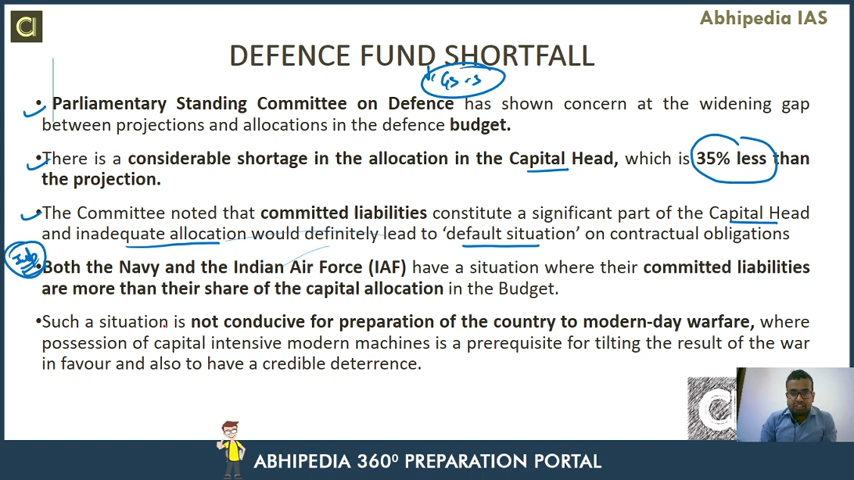 Abhipedia IAS
DEFENCE FUND SHORTFALL
GS-3
• Parliamentary Standing Committee on Defence has shown concern at the widening gap
between projections and allocations in the defence budget.
•There is a considerable shortage in the allocation in the Capital Head, which is 35% less than
the projection.
•The Committee noted that committed liabilities constitute a significant part of the Capital Head
and inadequate allocation would definitely lead to 'default situation' on contractual obligations
•Both the Navy and the Indian Air Force (IAF) have a situation where their committed liabilities
are more than their share of the capital allocation in the Budget.
•Such a situation is not conducive for preparation of the country to modern-day warfare, where
possession of capital intensive modern machines is a prerequisite for tilting the result of the war
in favour and also to have a credible deterrence.
ABHIPEDIA 360⁰ PREPARATION PORTAL